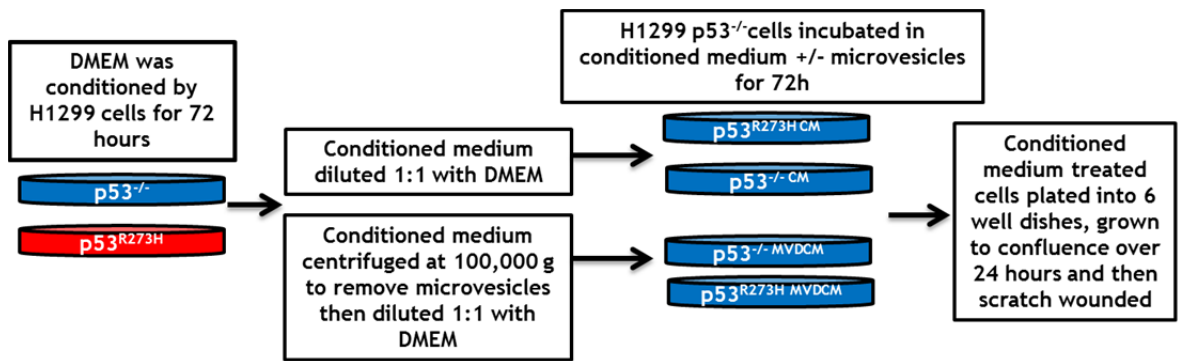 DMEM was
conditioned by
H1299 cells for 72
hours
p53-/-
p53R273H
Conditioned medium
diluted 1:1 with DMEM
Conditioned medium
centrifuged at 100,000 g
to remove microvesicles
then diluted 1:1 with
DMEM
H1299 p53-/-cells incubated in
conditioned medium +/- microvesicles
for 72h
p53R273H CM
p53-/- CM
p53-/- MVDCM
p53R273H MVDCM
Conditioned
medium treated
cells plated into 6
well dishes, grown
to confluence over
24 hours and then
scratch wounded